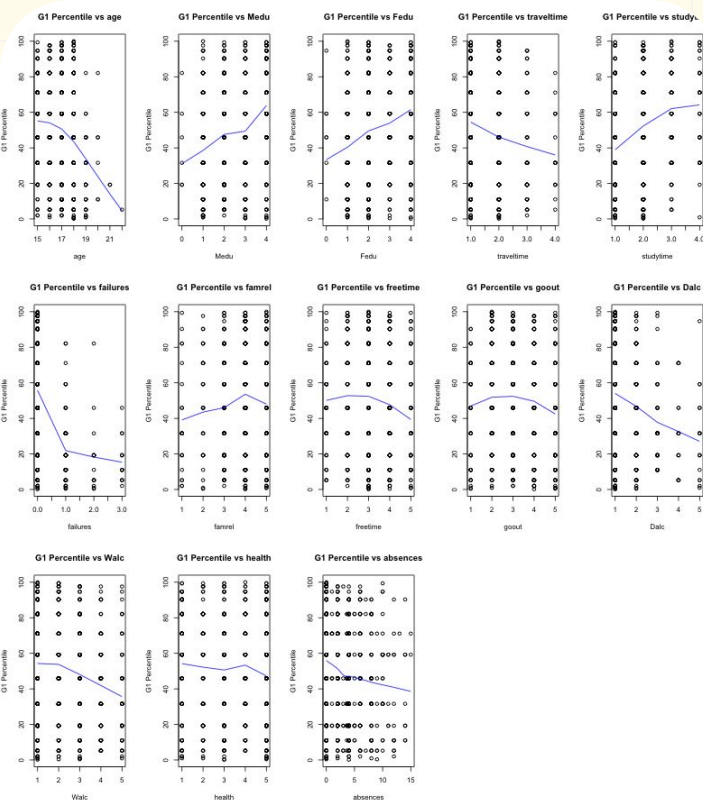 G1 Percentile vs age
G1 Percentile
0 20 40 60 80 100
15 17 19 21
age
G1 Percentile vs Medu
G1 Percentile
0 20 40 60 80 100
0 1 2 3 4
Medu
G1 Percentile vs Fedu
G1 Percentile
0 20 40 60 80 100
0 1 2 3 4
Fedu
G1 Percentile vs traveltime
G1 Percentile
0 20 40 60 80 100
1.0 2.0 3.0 4.0
traveltime
G1 Percentile vs study
G1 Percentile
0 20 40 60 80 100
1.0 2.0 3.0 4.0
studytime
G1 Percentile vs failures
G1 Percentile
0 20 40 60 80 100
0.0 1.0 2.0 3.0
failures
G1 Percentile vs famrel
G1 Percentile
0 20 40 60 80 100
1 2 3 4 5
famrel
G1 Percentile vs freetime
G1 Percentile
0 20 40 60 80 100
1 2 3 4 5
freetime
G1 Percentile vs goout
G1 Percentile
0 20 40 60 80 100
1 2 3 4 5
goout
G1 Percentile vs Dalc
G1 Percentile
0 20 40 60 80 100
1 2 3 4 5
Dalc
G1 Percentile vs Walc
G1 Percentile
0 20 40 60 80 100
1 2 3 4 5
Walc
G1 Percentile vs health
G1 Percentile
0 20 40 60 80 100
1 2 3 4 5
health
G1 Percentile vs absences
G1 Percentile
0 20 40 60 80 100
0 5 10 15
absences